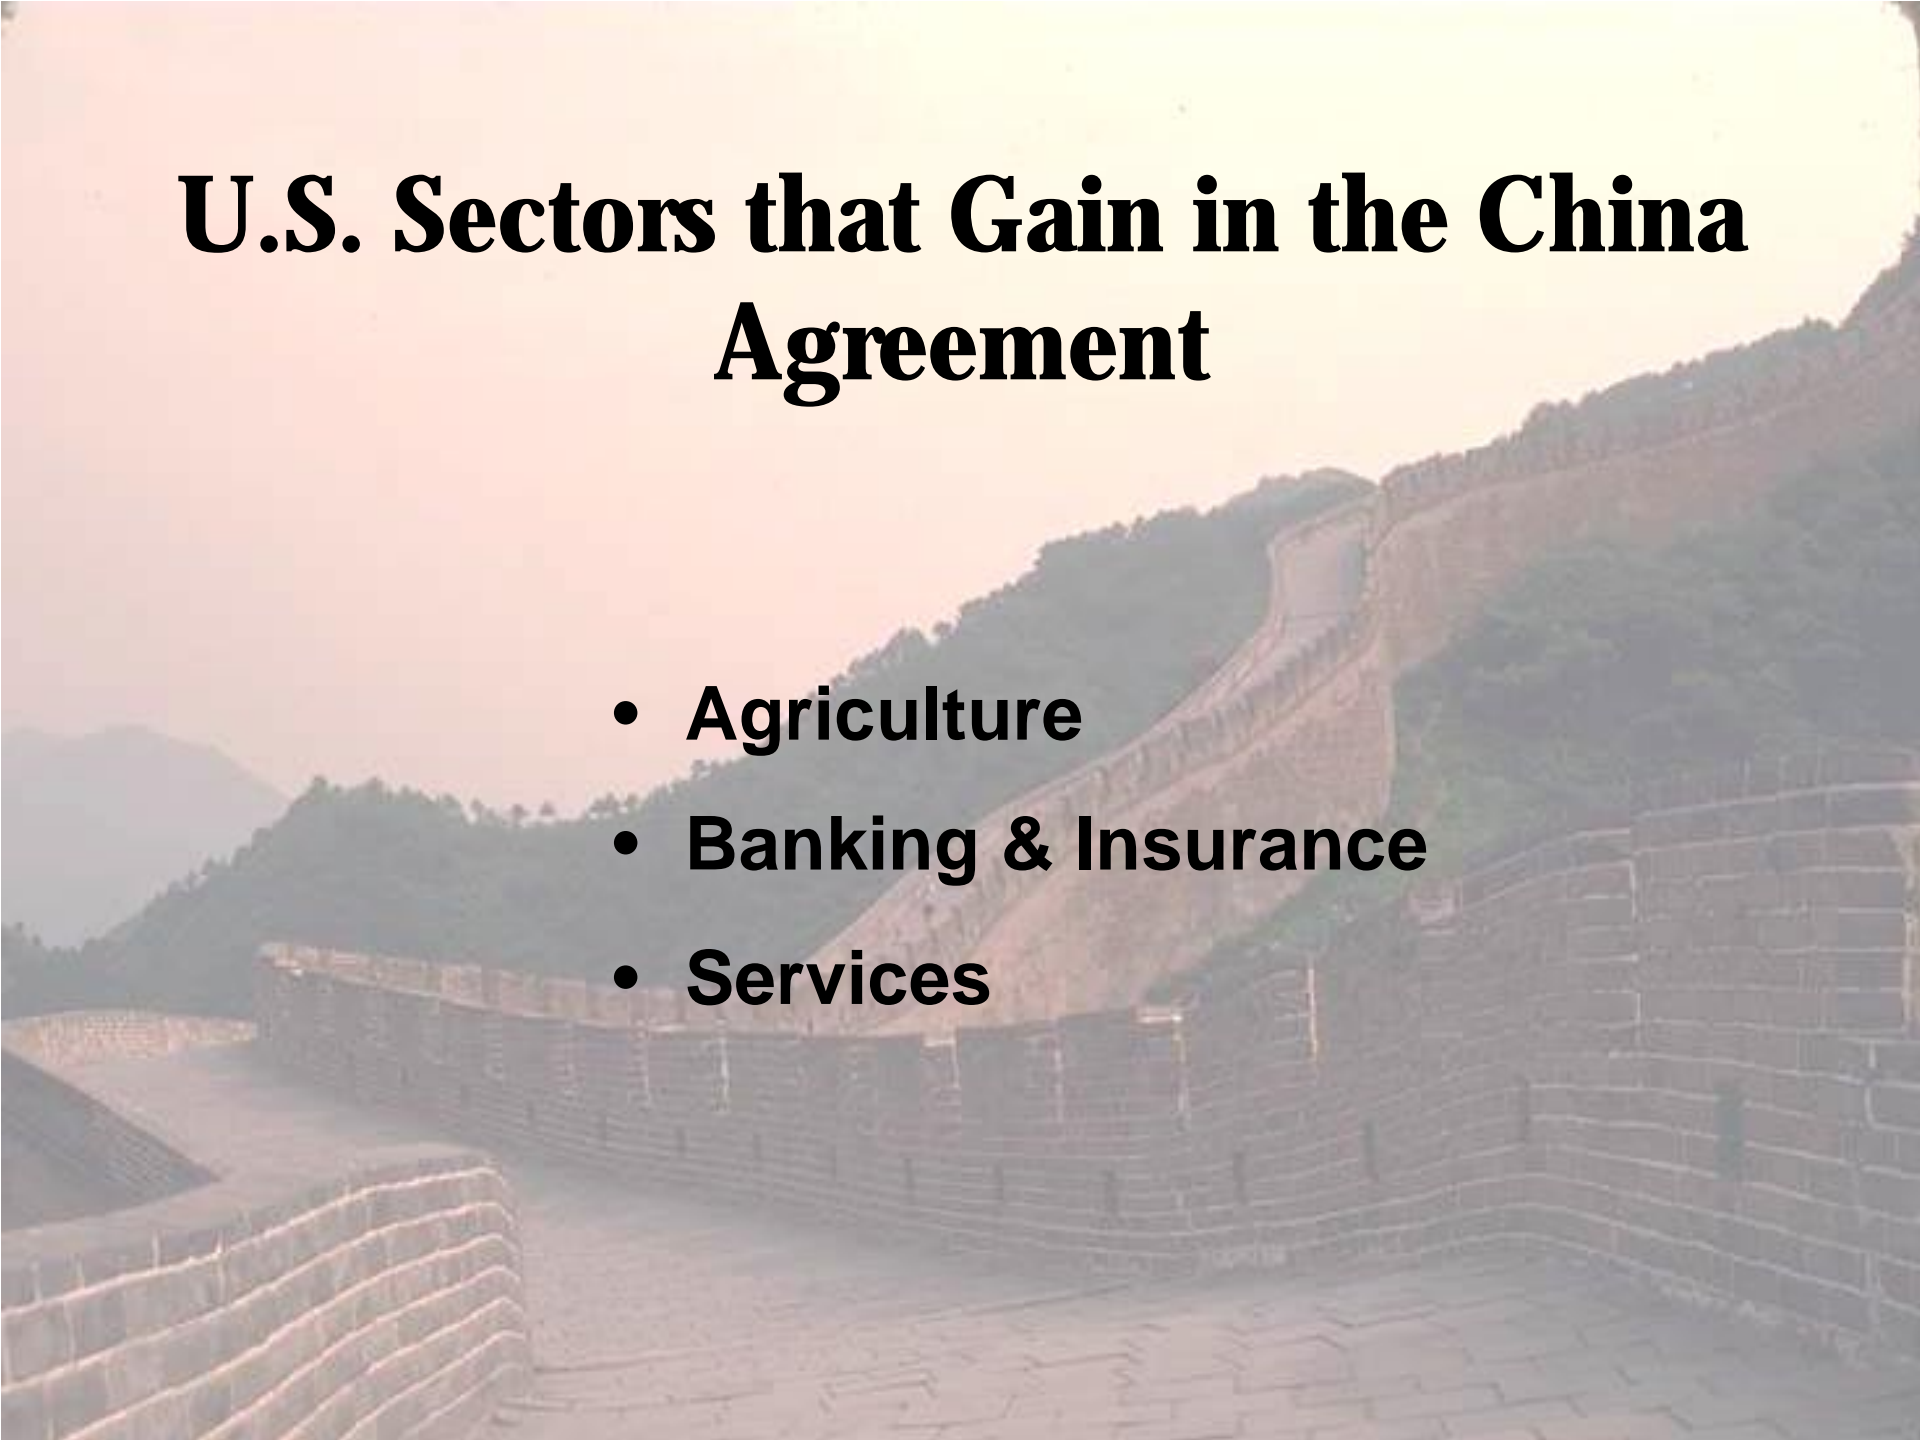 U.S. Sectors that Gain in the China
Agreement
• Agriculture
• Banking & Insurance
• Services